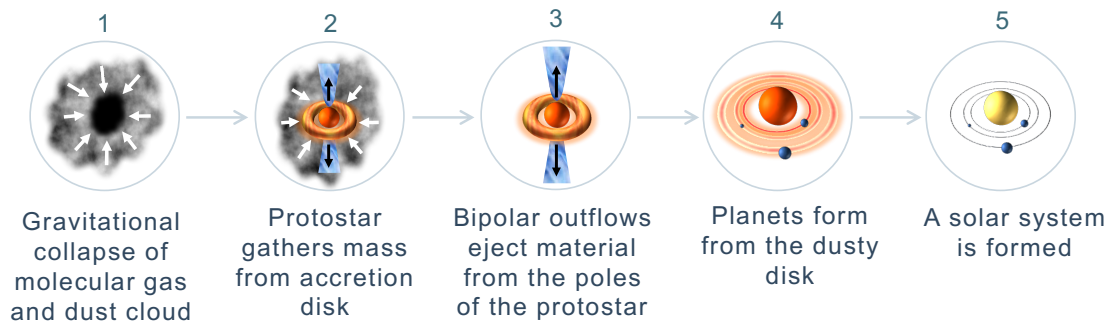 1
Gravitational
collapse of
molecular gas
and dust cloud
2
Protostar
gathers mass
from accretion
disk
3
Bipolar outflows
eject material
from the poles
of the protostar
4
Planets form
from the dusty
disk
5
A solar system
is formed